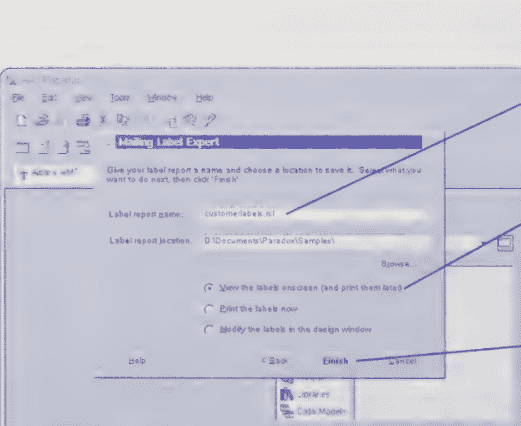 File Edit View Tools Window Help
Mailing Label Expert
Give your label report a name and choose a location to save it. Select what you
want to do next, then click 'Finish'
Label report name: customerlabels.rsl
Label report location: D:\Documents\Paradox\Samples\
Browse...
View the labels onscreen (and print them later)
Print the labels now
Modify the labels in the design window
Help < Back Finish Cancel
Libraries
Data Models